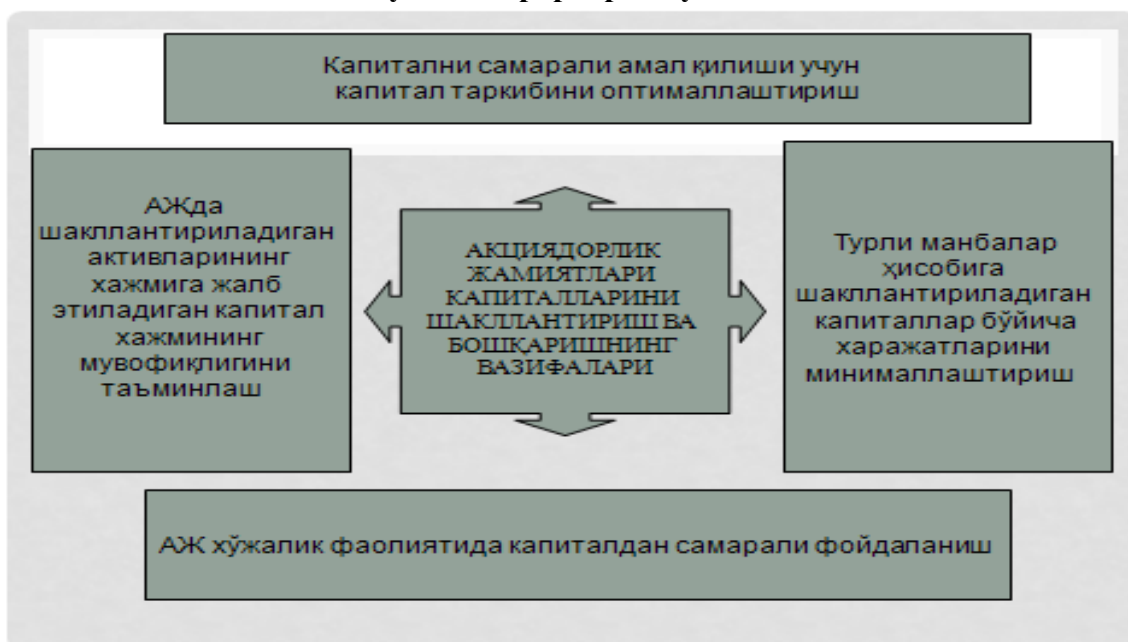 Капитални самарали амал қилиши учун
капитал таркибини оптималлаштириш
АЖда
шакллантириладиган
активларининг
хажмига жалб
этиладиган капитал
хажмининг
мувофиқлигини
таъминлаш
АКЦИЯДОРЛИК
ЖАМИЯТЛАРИ
КАПИТАЛЛАРИНИ
ШАКЛЛАНТИРИШ ВА
БОШҚАРИШНИНГ
ВАЗИФАЛАРИ
Турли манбалар
ҳисобига
шакллантириладиган
капиталлар бўйича
харажатларини
минималлаштириш
АЖ хўжалик фаолиятида капиталдан самарали фойдаланиш